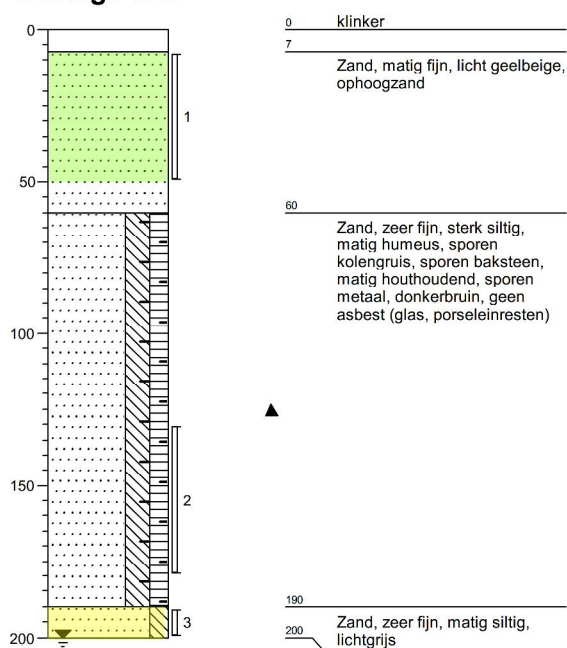 0
50
100
150
200
1
2
3
0 klinker
7
Zand, matig fijn, licht geelbeige,
ophoogzand
60
Zand, zeer fijn, sterk siltig,
matig humeus, sporen
kolengruis, sporen baksteen,
matig houthoudend, sporen
metaal, donkerbruin, geen
asbest (glas, porseleinresten)
190
Zand, zeer fijn, matig siltig,
200
lichtgrijs